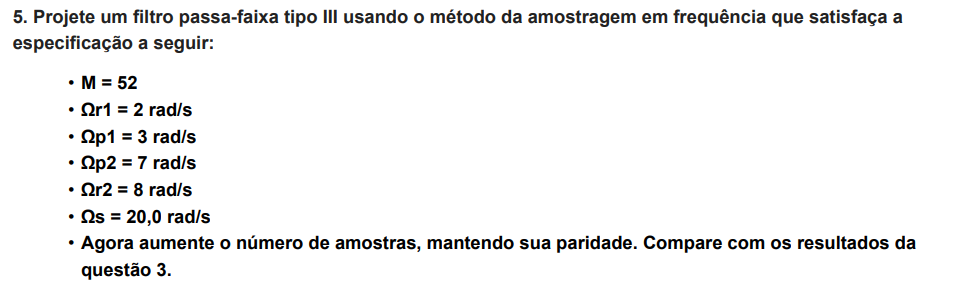 5. Projete um filtro passa-faixa tipo III usando o método da amostragem em frequência que satisfaça a
especificação a seguir:
• M = 52
• Ωr1 = 2 rad/s
• Ωp1 = 3 rad/s
• Ωp2 = 7 rad/s
• Ωr2 = 8 rad/s
• Ωs = 20,0 rad/s
• Agora aumente o número de amostras, mantendo sua paridade. Compare com os resultados da
questão 3.